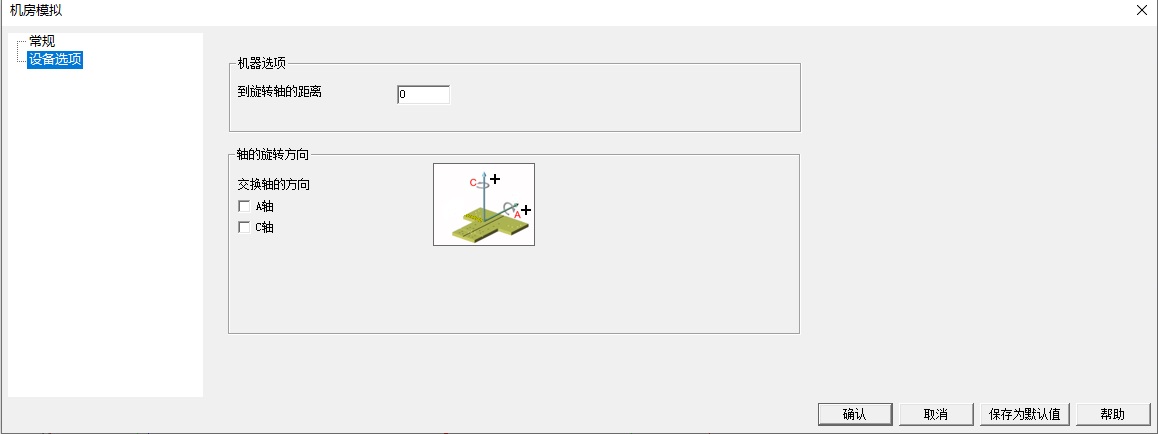 机房模拟
常规
设备选项
机器选项
到旋转轴的距离
0
轴的旋转方向
交换轴的方向
A轴
C轴
C +
A +
确认
取消
保存为默认值
帮助